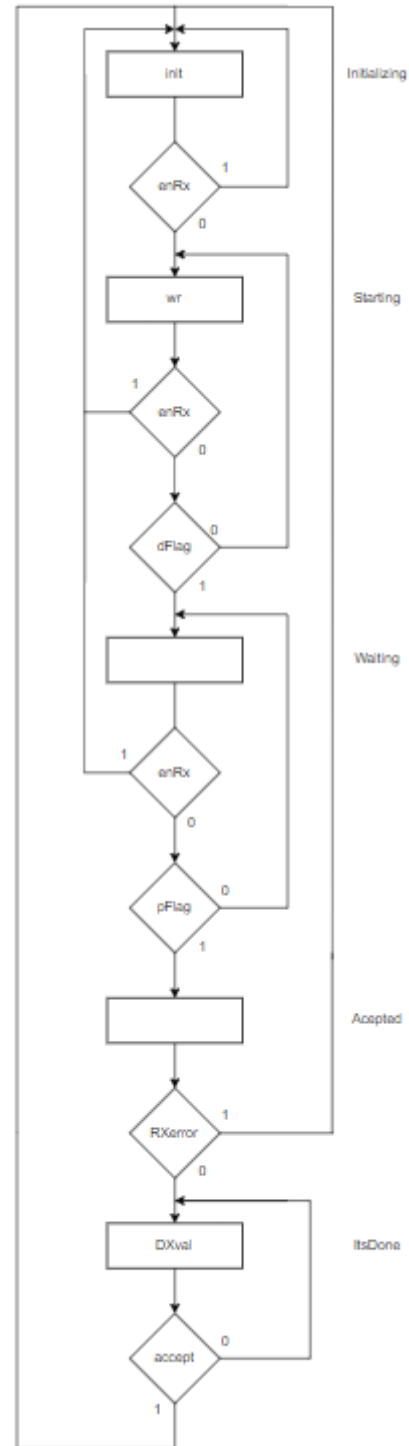 init
Initializing
enRx
1
0
wr
Starting
1
enRx
0
0
dFlag
1
Waiting
1
enRx
0
0
pFlag
1
Acepted
1
RXerror
0
DXval
ItsDone
0
accept
1